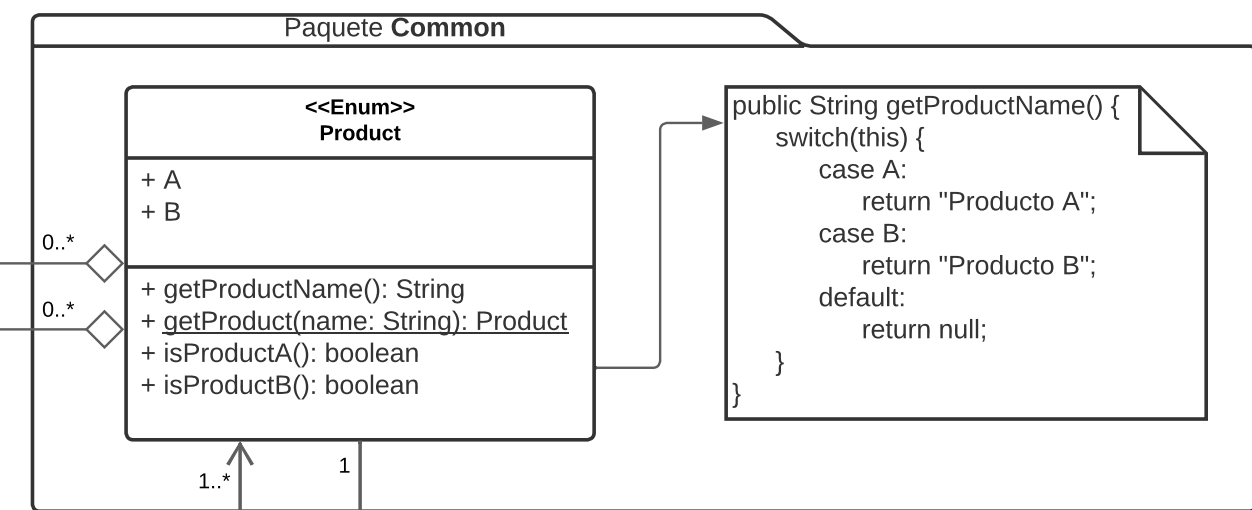 Paquete Common
<<Enum>>
Product
+ A
+ B
0..*
0..*
+ getProductName(): String
+ getProduct(name: String): Product
+ isProductA(): boolean
+ isProductB(): boolean
1..*
1
public String getProductName() {
switch(this) {
case A:
return "Producto A";
case B:
return "Producto B";
default:
return null;
}
}